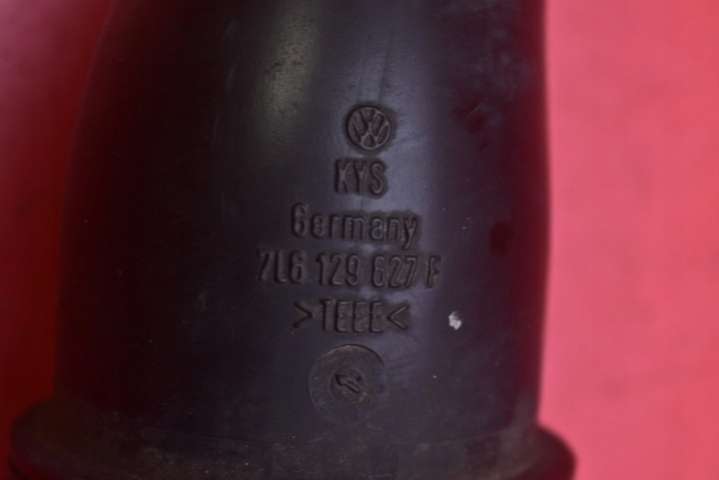 KYS
Germany
7L6 129 627 F
>TEEE<